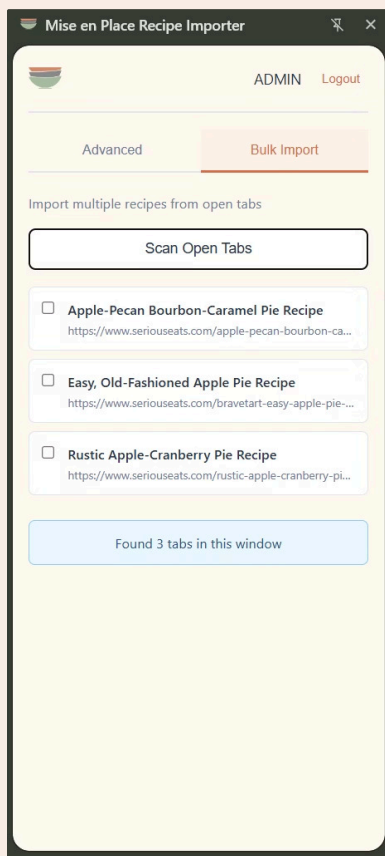 Mise en Place Recipe Importer
ADMIN Logout
Advanced Bulk Import
Import multiple recipes from open tabs
Scan Open Tabs
Apple-Pecan Bourbon-Caramel Pie Recipe
https://www.seriouseats.com/apple-pecan-bourbon-ca...
Easy, Old-Fashioned Apple Pie Recipe
https://www.seriouseats.com/bravetart-easy-apple-pie-...
Rustic Apple-Cranberry Pie Recipe
https://www.seriouseats.com/rustic-apple-cranberry-pi...
Found 3 tabs in this window